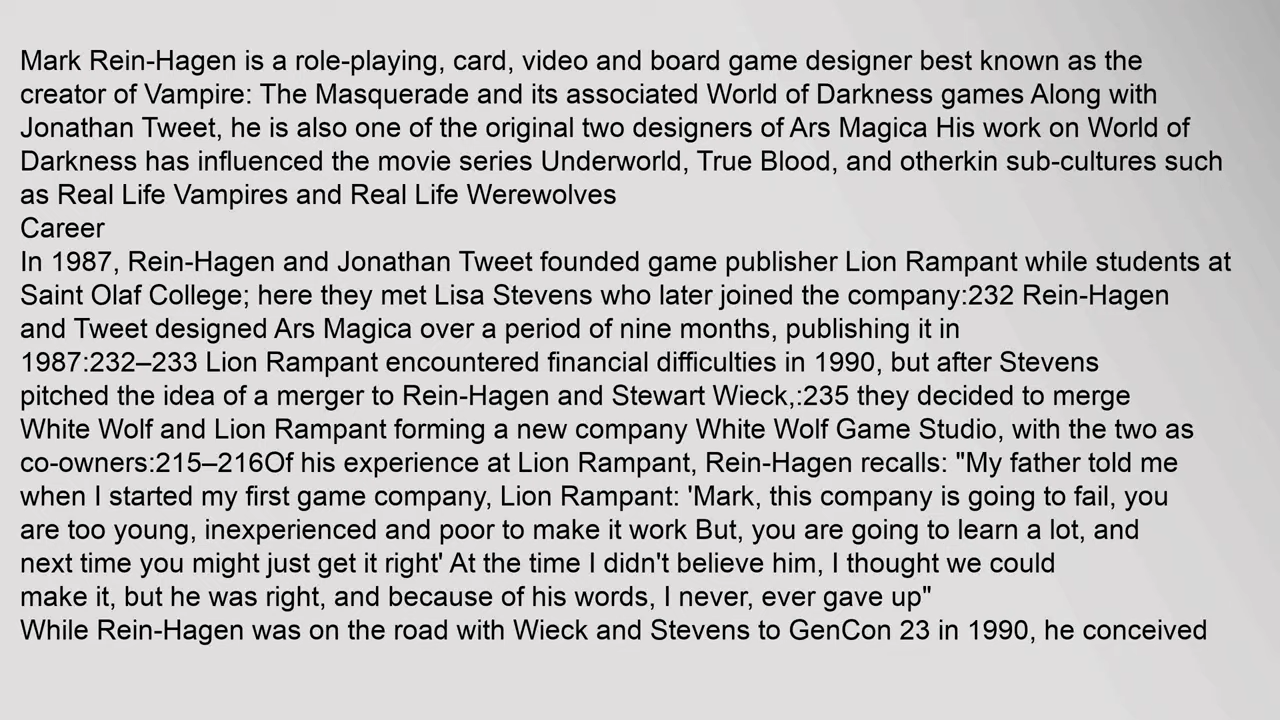 Mark Rein-Hagen is a role-playing, card, video and board game designer best known as the
creator of Vampire: The Masquerade and its associated World of Darkness games Along with
Jonathan Tweet, he is also one of the original two designers of Ars Magica His work on World of
Darkness has influenced the movie series Underworld, True Blood, and otherkin sub-cultures such
as Real Life Vampires and Real Life Werewolves
Career
In 1987, Rein-Hagen and Jonathan Tweet founded game publisher Lion Rampant while students at
Saint Olaf College; here they met Lisa Stevens who later joined the company:232 Rein-Hagen
and Tweet designed Ars Magica over a period of nine months, publishing it in
1987:232–233 Lion Rampant encountered financial difficulties in 1990, but after Stevens
pitched the idea of a merger to Rein-Hagen and Stewart Wieck,:235 they decided to merge
White Wolf and Lion Rampant forming a new company White Wolf Game Studio, with the two as
co-owners:215–216Of his experience at Lion Rampant, Rein-Hagen recalls: "My father told me
when I started my first game company, Lion Rampant: 'Mark, this company is going to fail, you
are too young, inexperienced and poor to make it work But, you are going to learn a lot, and
next time you might just get it right' At the time I didn't believe him, I thought we could
make it, but he was right, and because of his words, I never, ever gave up"
While Rein-Hagen was on the road with Wieck and Stevens to GenCon 23 in 1990, he conceived